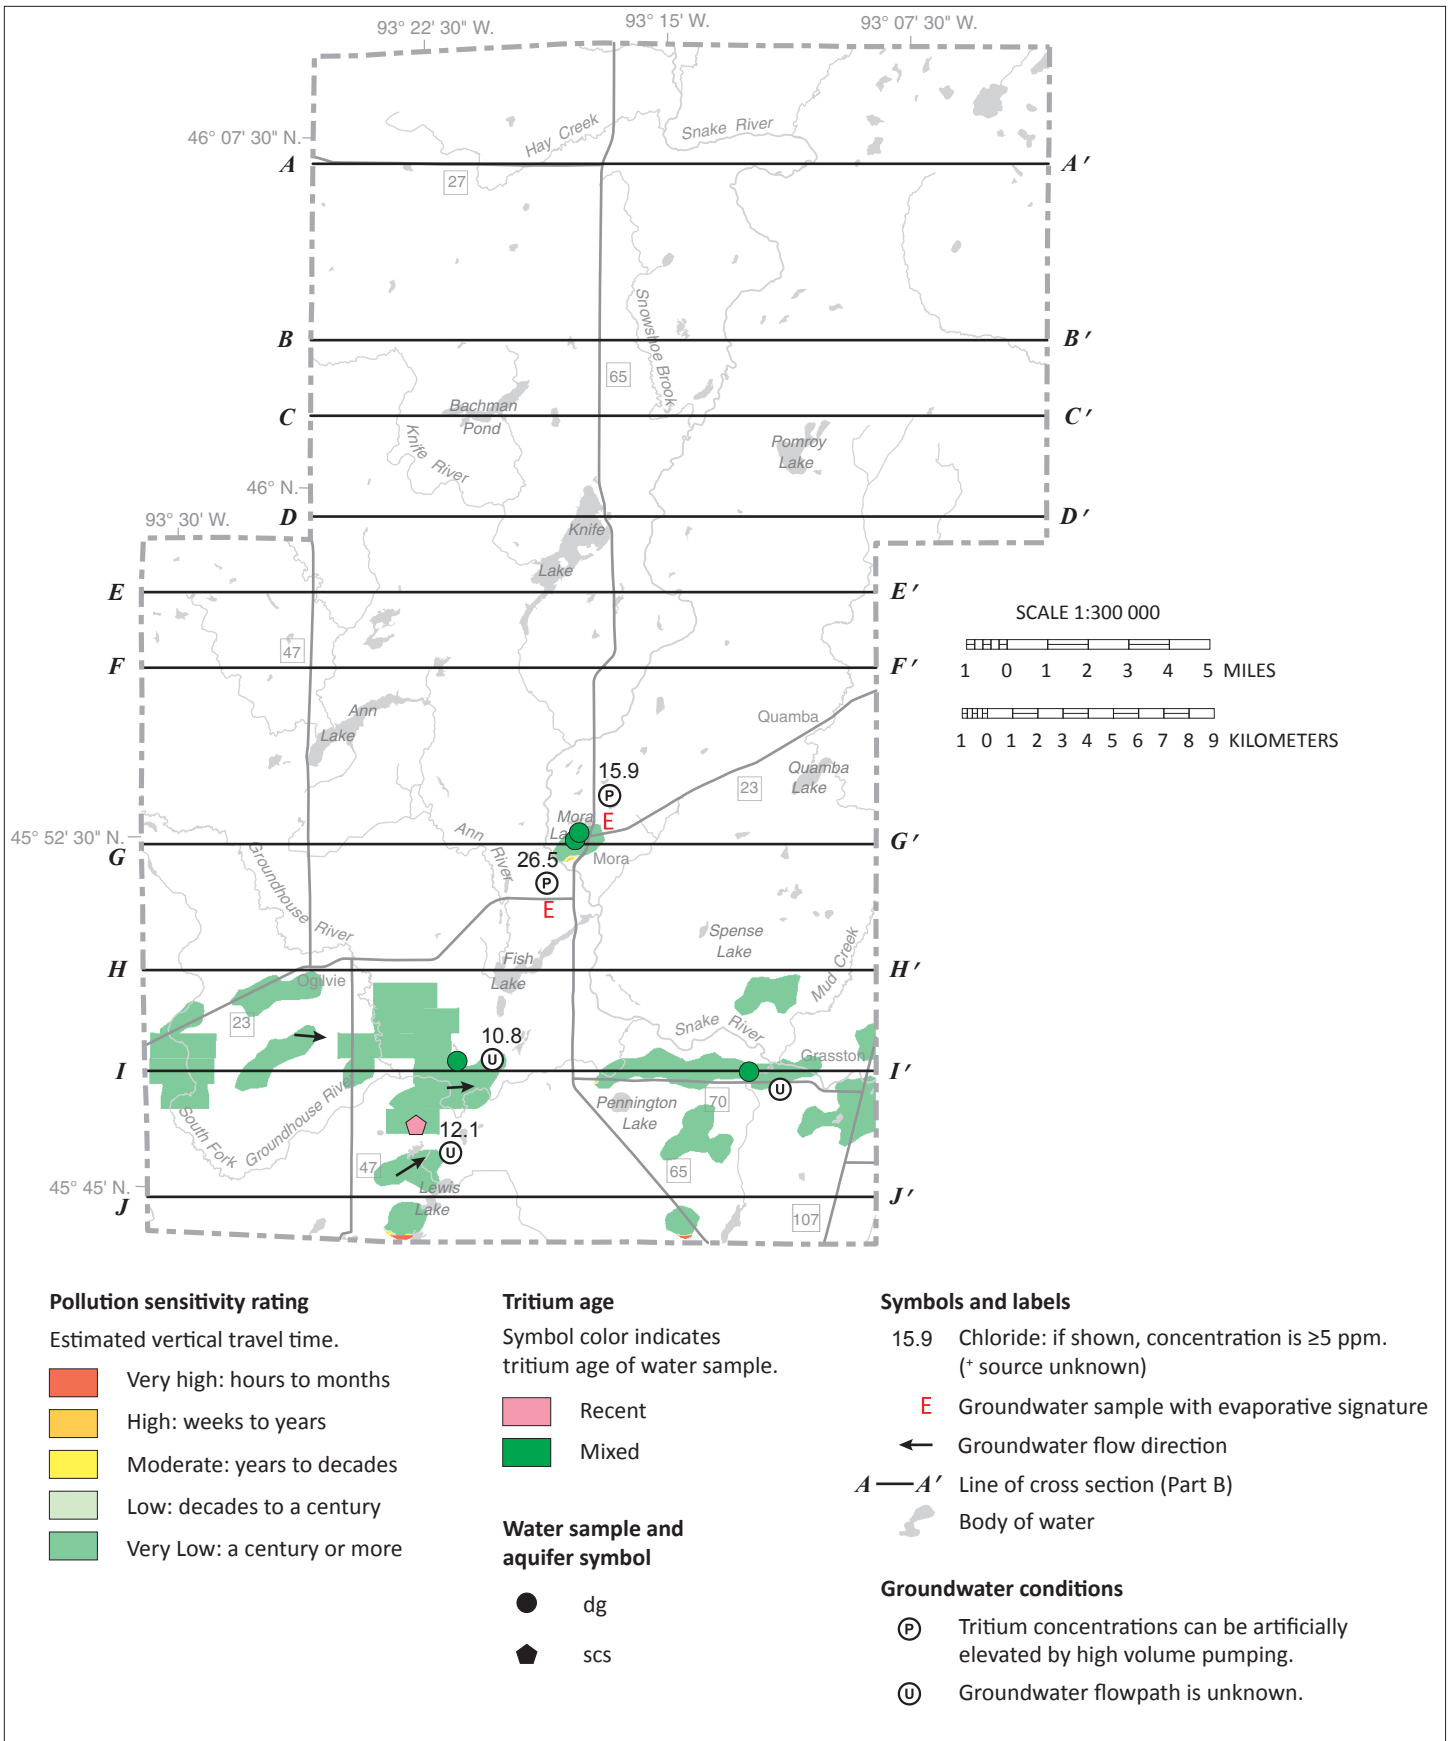 93° 22' 30" W.
93° 15' W.
93° 07' 30" W.
46° 07' 30" N.
Hay Creek
Snake River
A
A'
27
Snowshoe Brook
B
B'
65
Bachman
Pond
C
C'
Knife River
Pomroy
Lake
46° N.
D
D'
93° 30' W.
Knife
Lake
E
E'
SCALE 1:300 000
1 0 1 2 3 4 5 MILES
1 0 1 2 3 4 5 6 7 8 9 KILOMETERS
47
F
F'
Ann
Lake
Quamba
Quamba
Lake
23
15.9
P
E
Mora
La
45° 52' 30" N.
G
G'
Ann River
Mora
26.5
P
E
Groundhouse River
Spense
Lake
Mud Creek
Fish
Lake
H
H'
Ogilvie
23
Snake River
10.8
U
Grasston
I
I'
U
70
Pennington
Lake
South Fork
Groundhouse River
12.1
U
47
65
45° 45' N.
Lewis
Lake
J
J'
107
Pollution sensitivity rating
Estimated vertical travel time.
Very high: hours to months
High: weeks to years
Moderate: years to decades
Low: decades to a century
Very Low: a century or more
Tritium age
Symbol color indicates
tritium age of water sample.
Recent
Mixed
Water sample and
aquifer symbol
dg
scs
Symbols and labels
15.9 Chloride: if shown, concentration is ≥5 ppm.
(+ source unknown)
E Groundwater sample with evaporative signature
Groundwater flow direction
A — A' Line of cross section (Part B)
Body of water
Groundwater conditions
P Tritium concentrations can be artificially
elevated by high volume pumping.
U Groundwater flowpath is unknown.